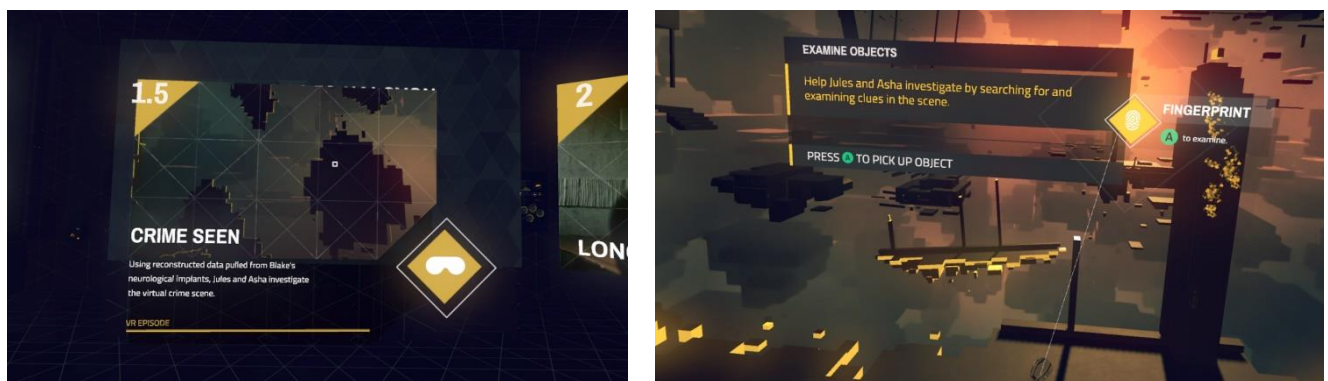 1.5
CRIME SEEN
Using reconstructed data pulled from Blake's
neurological implants, Jules and Asha investigate
the virtual crime scene.
VR EPISODE
2
LON
EXAMINE OBJECTS
Help Jules and Asha investigate by searching for and
examining clues in the scene.
PRESS A TO PICK UP OBJECT
FINGERPRINT
A to examine.